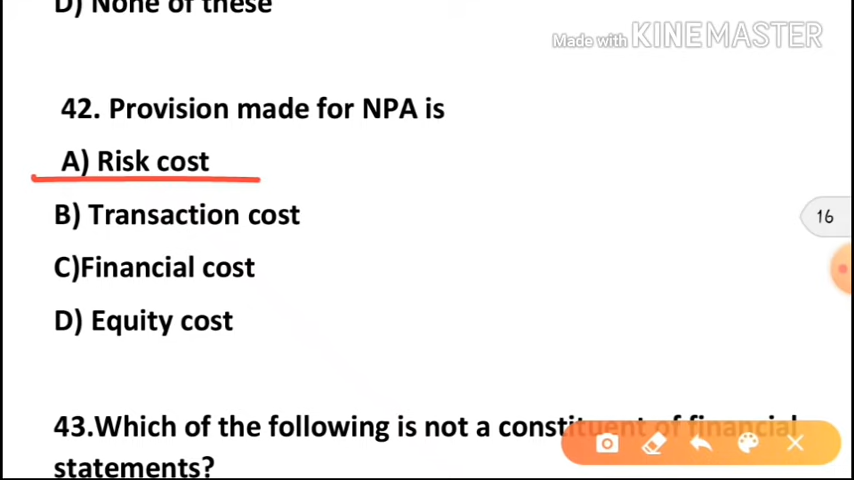 D) None of these
Made with KINEMASTER
42. Provision made for NPA is
A) Risk cost
B) Transaction cost
16
C)Financial cost
D) Equity cost
43.Which of the following is not a constituent of financial
statements?